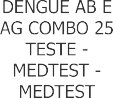 DENGUE AB E
AG COMBO 25
TESTE -
MEDTEST -
MEDTEST